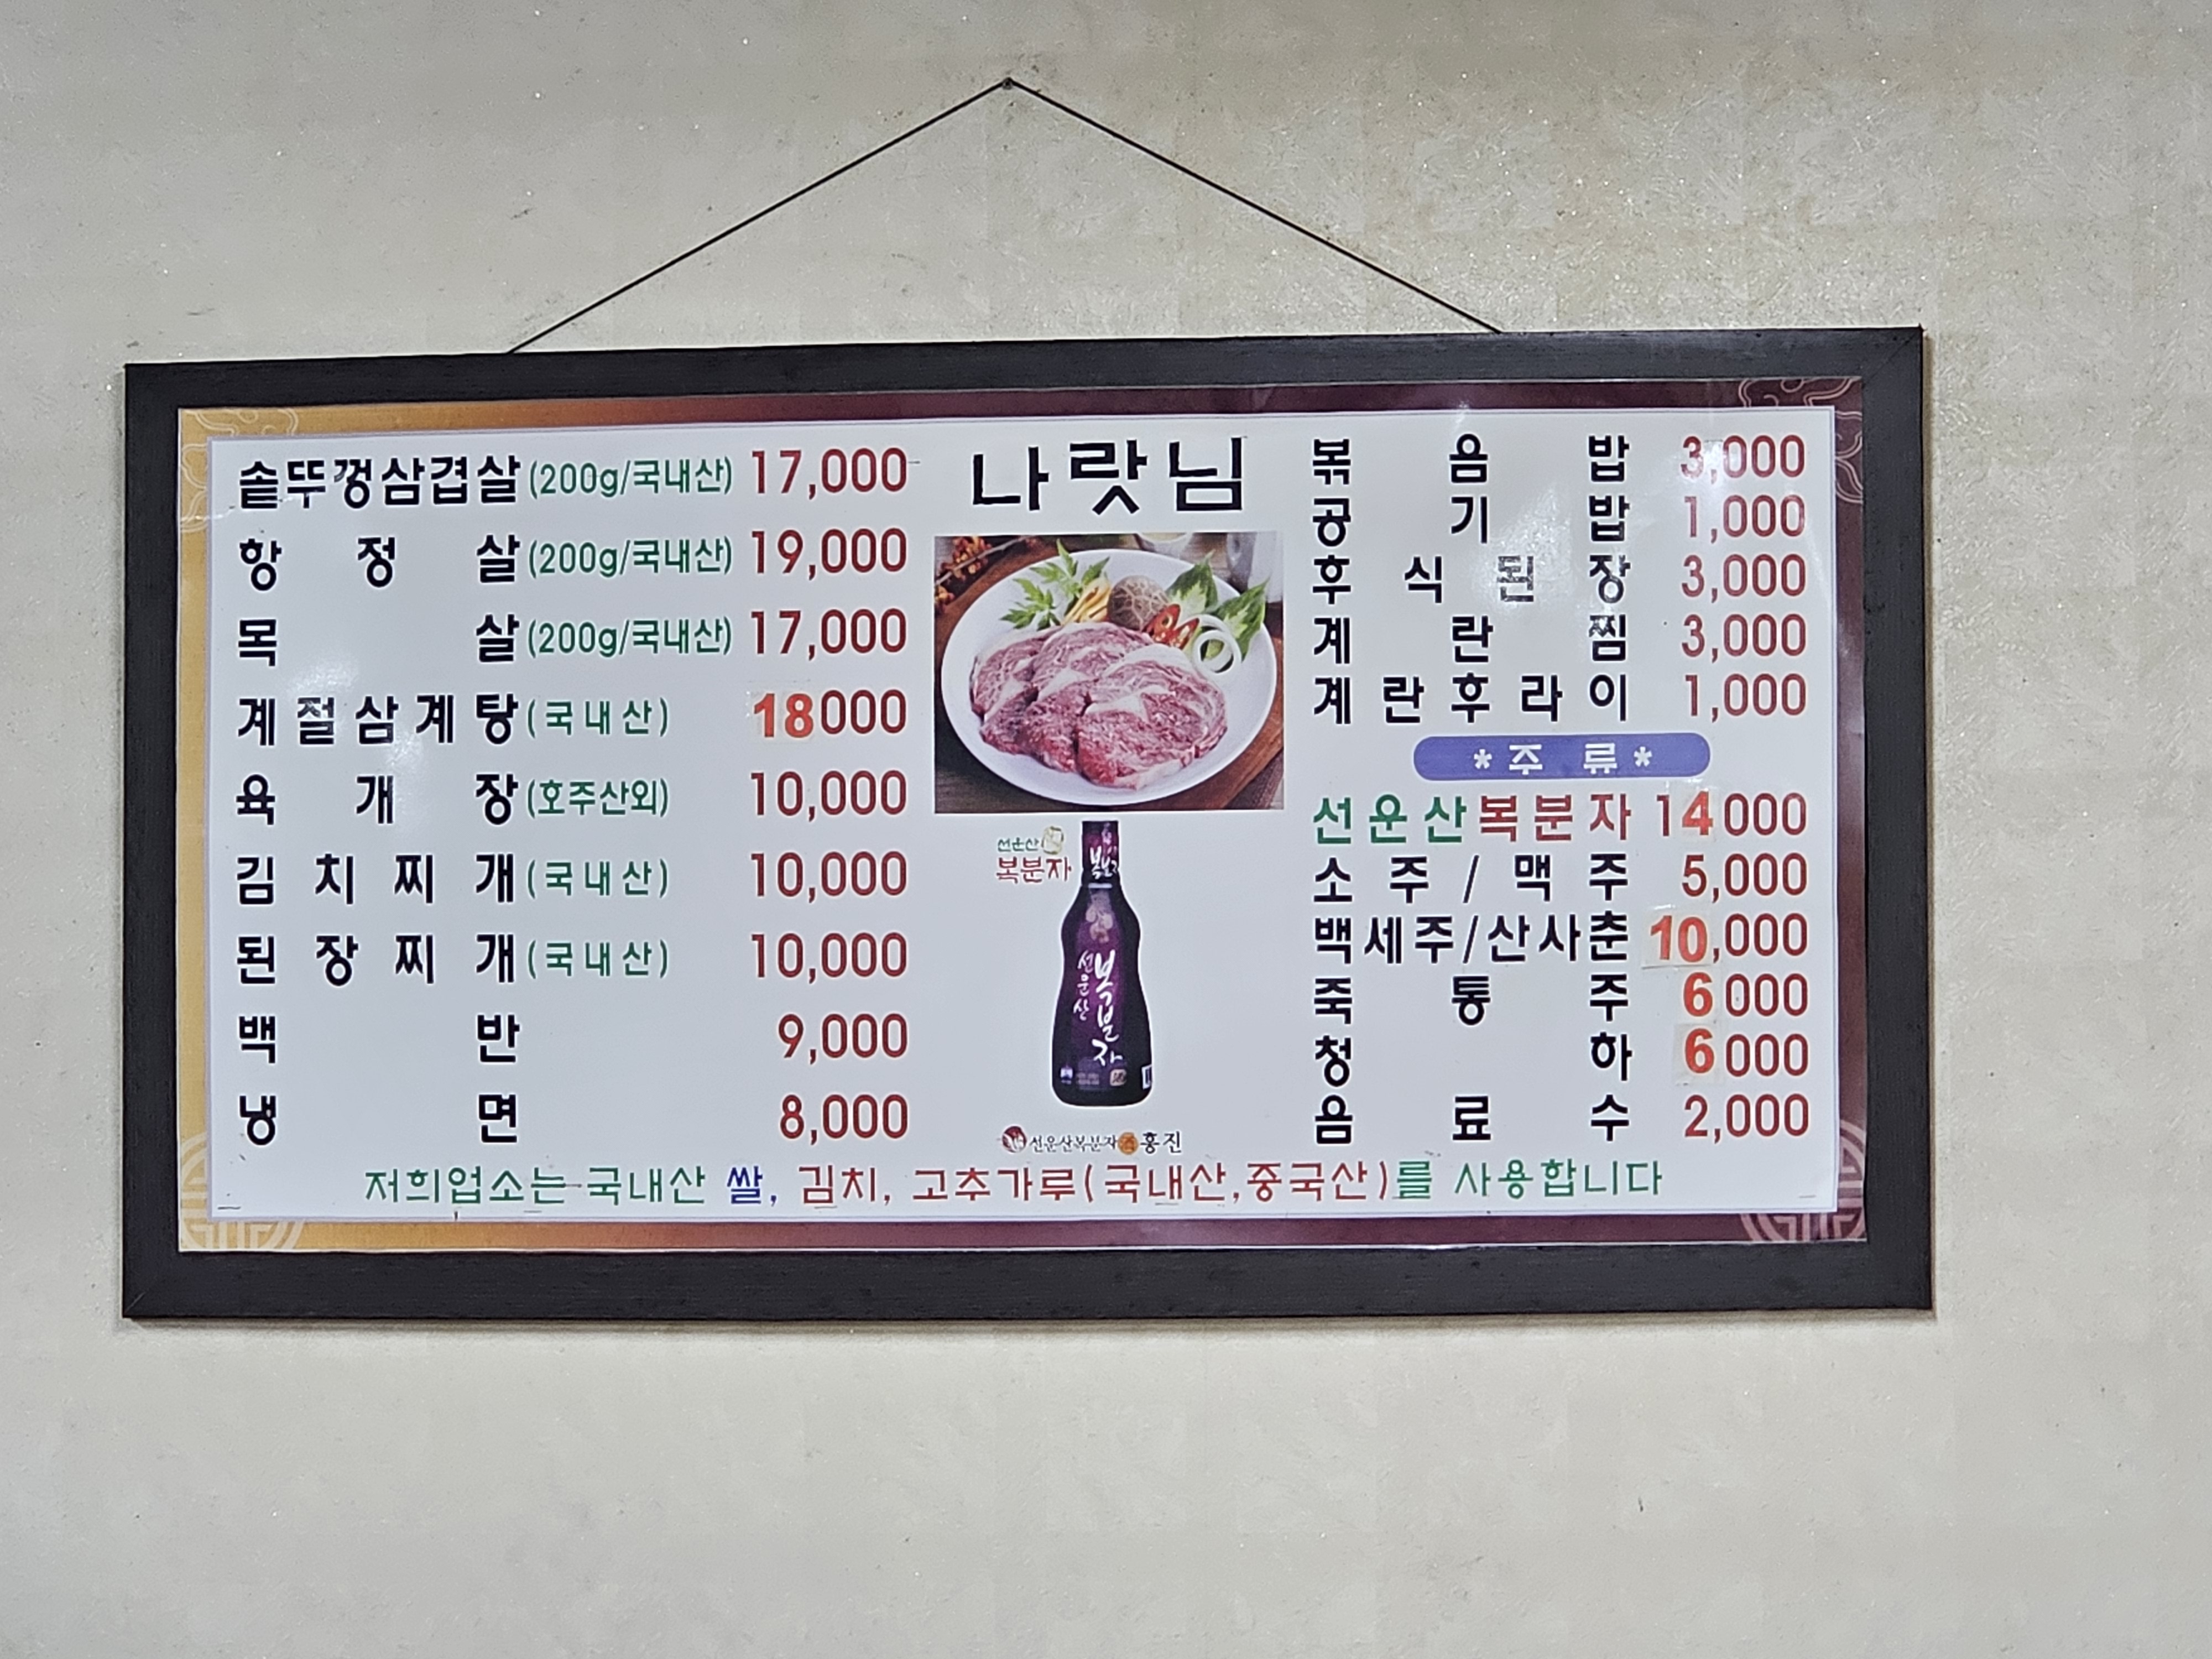 솥뚜껑삼겹살(200g/국내산) 17,000
항정살(200g/국내산) 19,000
목살(200g/국내산) 17,000
계절삼계탕(국내산) 18000
육개장(호주산외) 10,000
김치찌개(국내산) 10,000
된장찌개(국내산) 10,000
백반 9,000
냉면 8,000
나랏님
선운산
복분자
복분자
선운산
복분자
선운산복분자주흥진
볶음밥 3,000
공기밥 1,000
후식된장 3,000
계란찜 3,000
계란후라이 1,000
*주류*
선운산복분자 14000
소주/맥주 5,000
백세주/산사춘 10,000
죽통주 6000
청하 6000
음료수 2,000
저희업소는 국내산 쌀, 김치, 고추가루(국내산,중국산)를 사용합니다